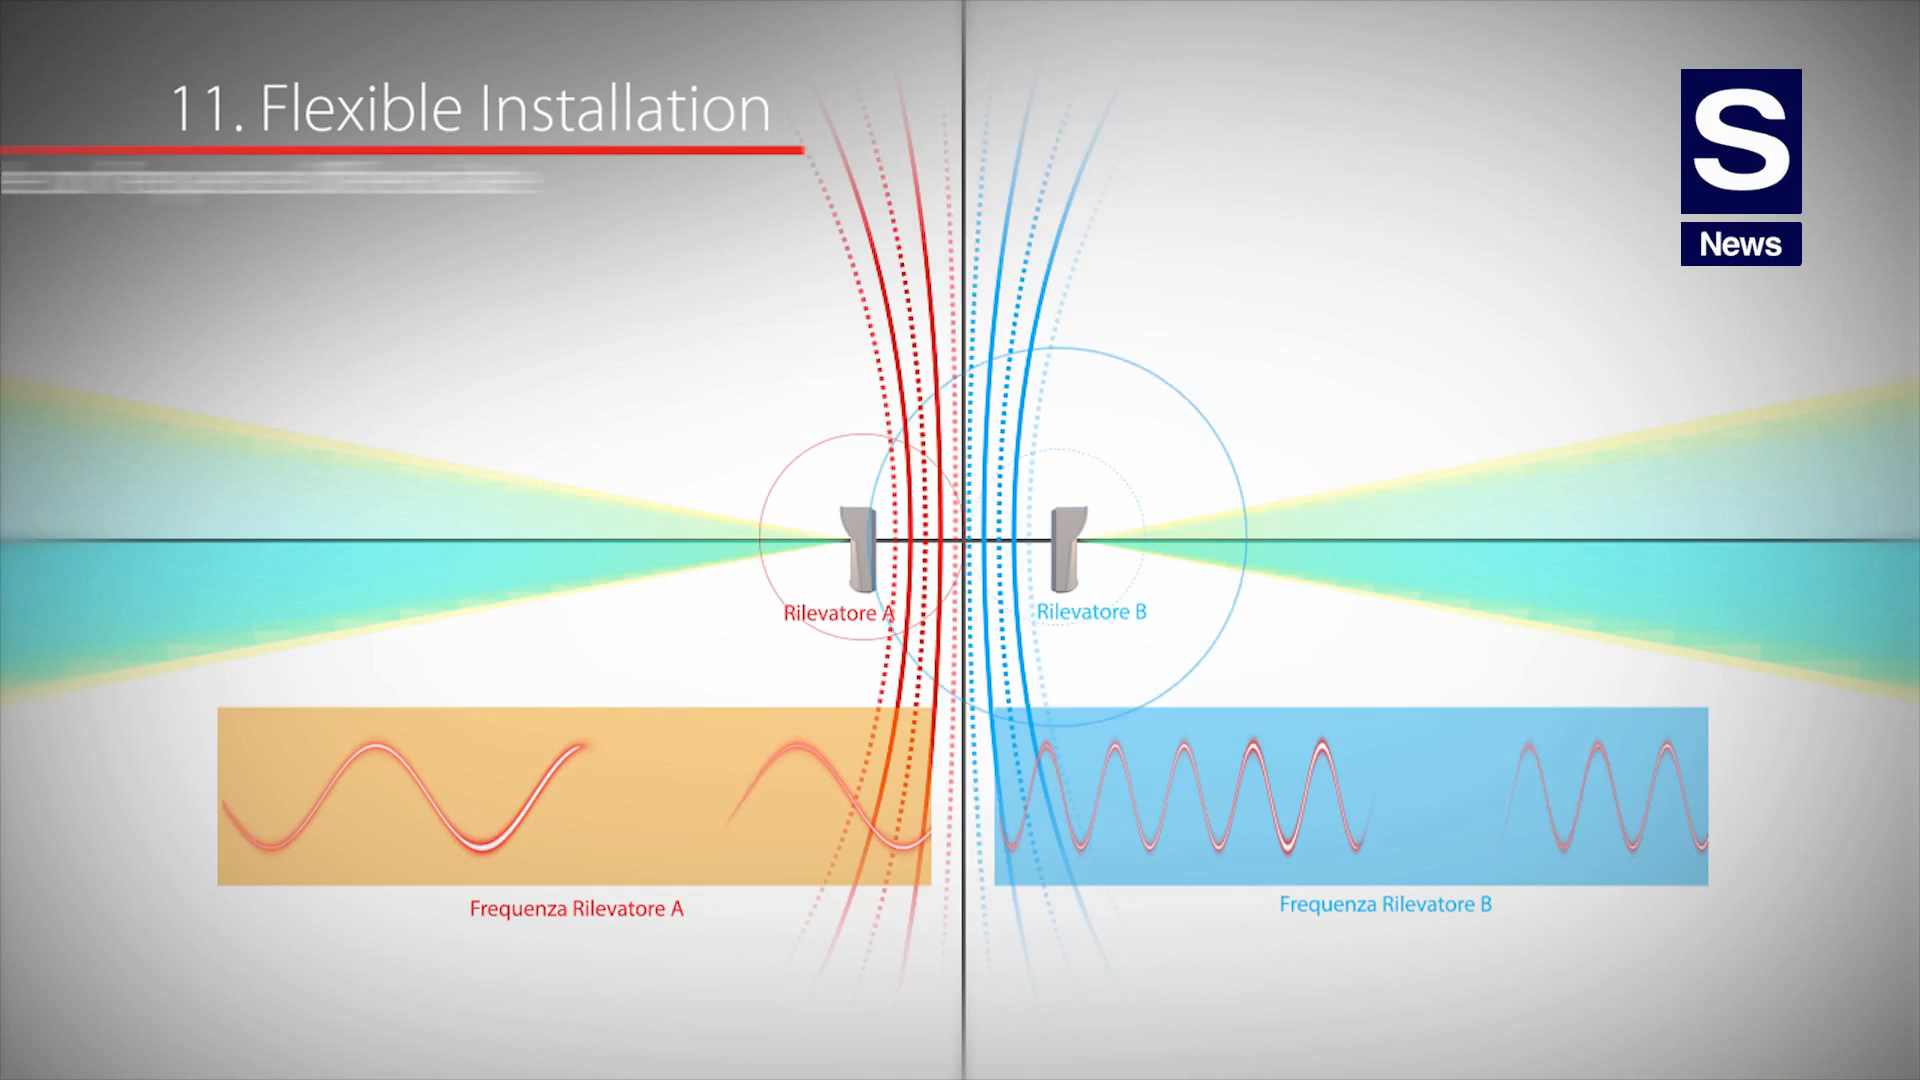 11. Flexible Installation
S
News
Rilevatore A
Rilevatore B
Frequenza Rilevatore A
Frequenza Rilevatore B